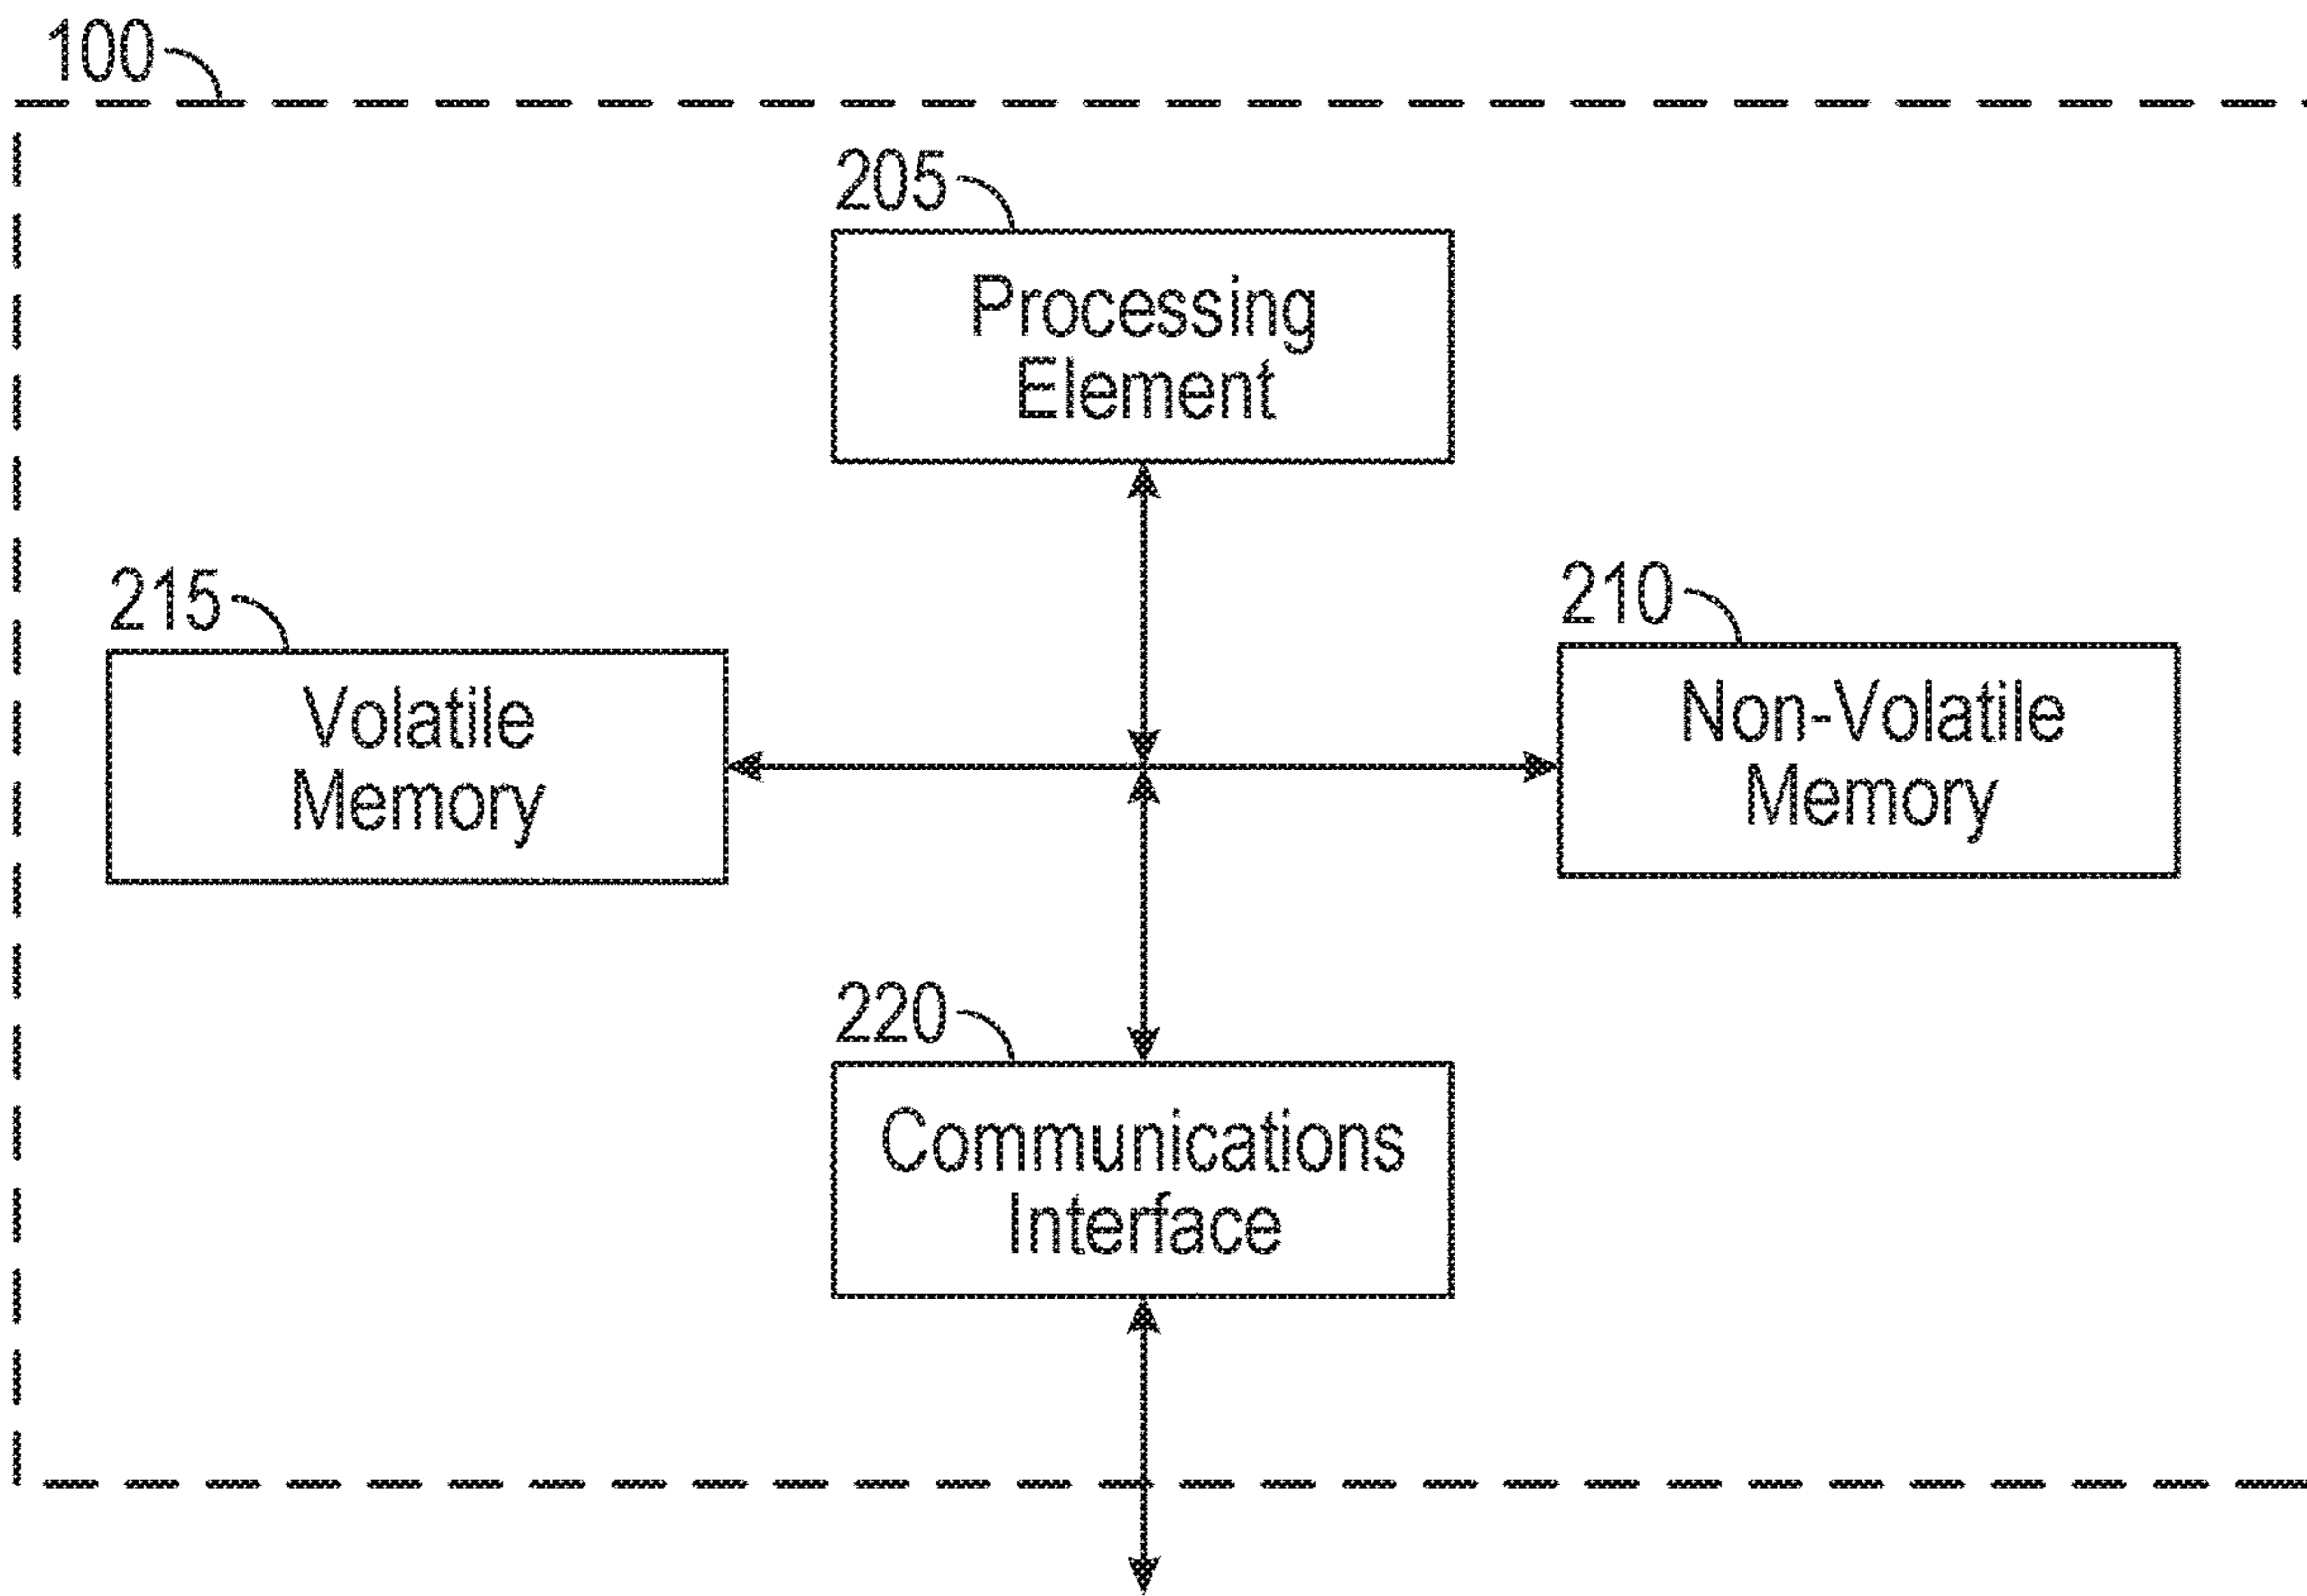 100
205
Processing
Element
215
Volatile
Memory
210
Non-Volatile
Memory
220
Communications
Interface